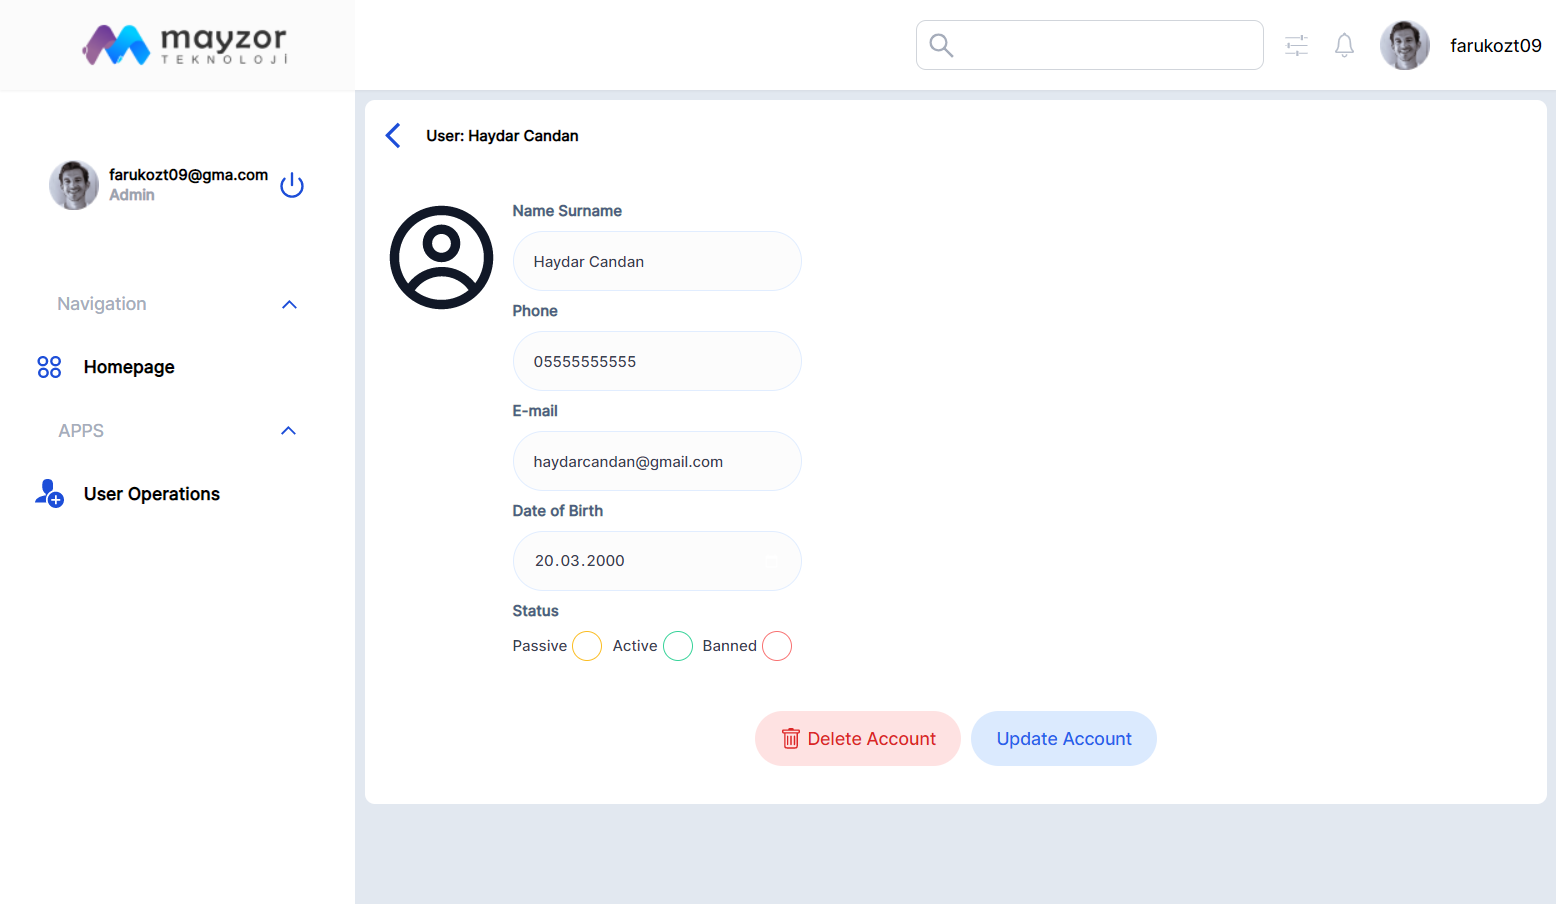 mayzor
TEKNOLOJİ
farukozt09
farukozt09@gma.com
Admin
Navigation
Homepage
APPS
User Operations
User: Haydar Candan
Name Surname
Haydar Candan
Phone
05555555555
E-mail
haydarcandan@gmail.com
Date of Birth
20.03.2000
Status
Passive Active Banned
Delete Account Update Account